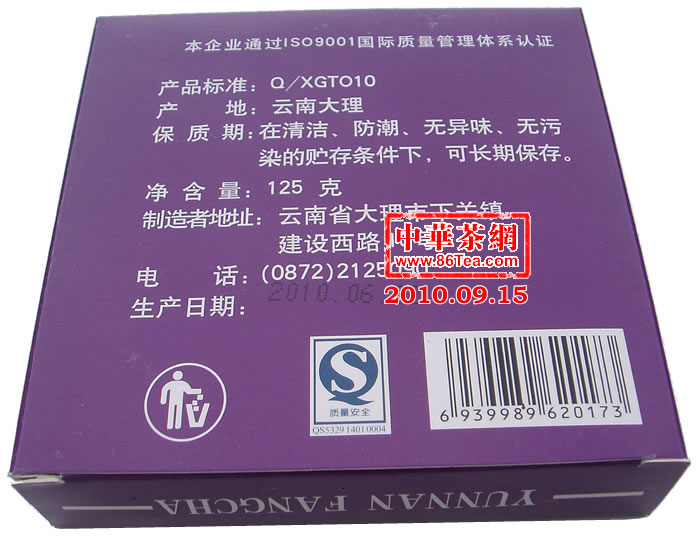 本企业通过ISO9001国际质量管理体系认证
产品标准: Q/XGT010
产 地: 云南大理
保 质 期: 在清洁、防潮、无异味、无污
染的贮存条件下，可长期保存。
净 含 量: 125 克
制造者地址: 云南省大理市下关镇
建设西路
中華茶網
www.86Tea.com
电 话: (0872)2125
2010.09.15
生产日期: 2010.06
质量安全
QS5329 1401 0004
6 939989 620173
YUNNAN FANGCHA